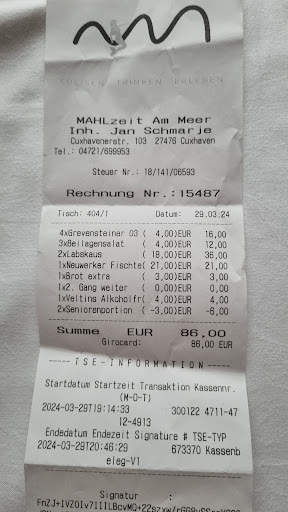 SPEISEN TRINKEN ERLEBEN
MAHLzeit Am Meer
Inh. Jan Schmarje
Cuxhavenerstr. 103 27476 Cuxhaven
Tel.: 04721/699953
Steuer Nr.: 18/141/06593
Rechnung Nr.:15487
Tisch: 404/1 Datum: 29.03.24
4xGrevensteiner 03 ( 4,00)EUR 16,00
3xBeilagensalat ( 4,00)EUR 12,00
2xLabskaus (18,00)EUR 36,00
1xNeuwerker Fischte(21,00)EUR 21,00
1xBrot extra ( 3,00)EUR 3,00
1x2. Gang weiter ( 0,00)EUR 0,00
1xVeltins Alkoholfr( 4,00)EUR 4,00
2xSeniorenportion ( -3,00)EUR -6,00
Summe EUR 86,00
Girocard: 86,00 EUR
TSE-INFORMATION
Startdatum Startzeit Transaktion Kassennr.
(M-O-T)
2024-03-29T19:14:33 300122 4711-47
12-4913
Endedatum Endezeit Signature # TSE-TYP
2024-03-29T20:46:29 673370 Kassenb
eleg-V1
Signatur :